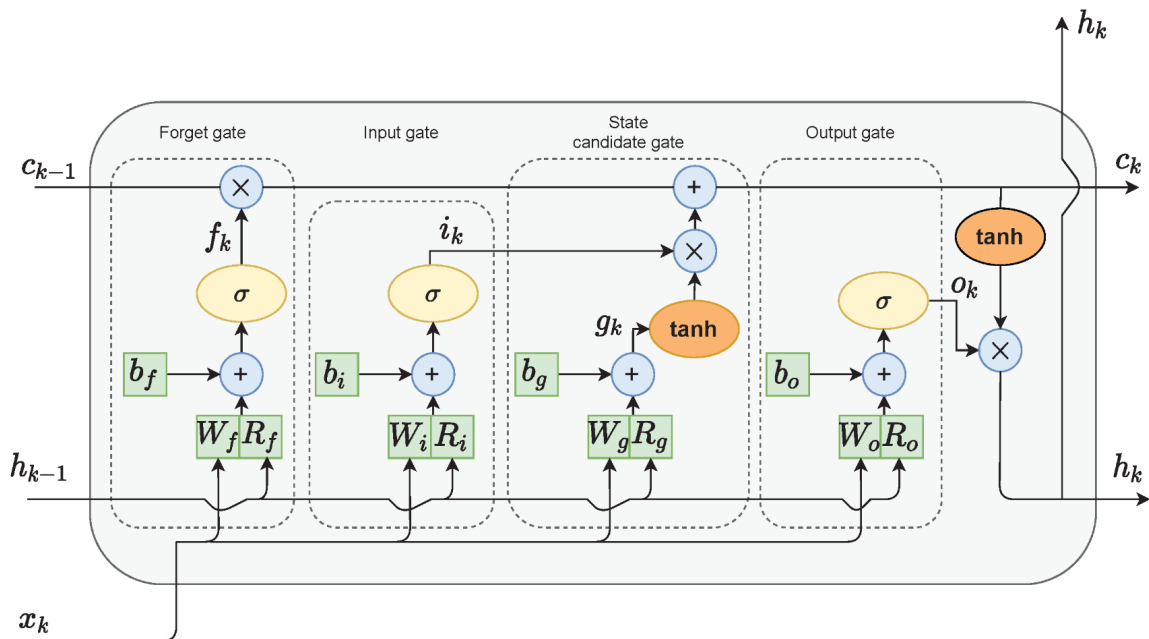 h_k
Forget gate
Input gate
State
candidate gate
Output gate
c_{k-1}
×
+
c_k
f_k
i_k
×
tanh
σ
σ
g_k
tanh
σ
o_k
×
b_f
+
b_i
+
b_g
+
b_o
+
W_f R_f
W_i R_i
W_g R_g
W_o R_o
h_{k-1}
h_k
x_k